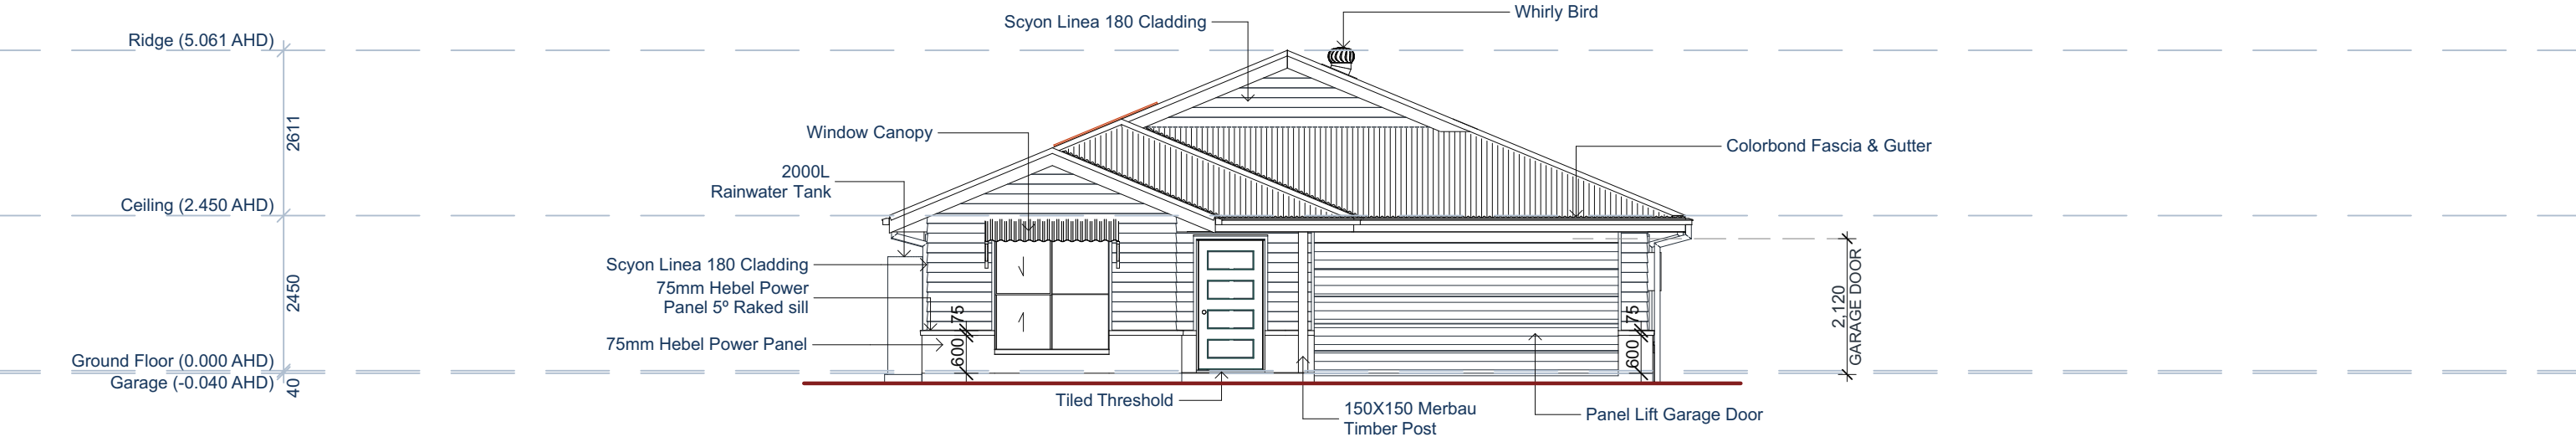 Scyon Linea 180 Cladding
Whirly Bird
Ridge (5.061 AHD)
2611
Window Canopy
Colorbond Fascia & Gutter
2000L
Rainwater Tank
Ceiling (2.450 AHD)
2450
Scyon Linea 180 Cladding
75mm Hebel Power
Panel 5º Raked sill
75mm Hebel Power Panel
75
600
75
600
2,120
GARAGE DOOR
Ground Floor (0.000 AHD)
Garage (-0.040 AHD)
40
Tiled Threshold
150X150 Merbau
Timber Post
Panel Lift Garage Door